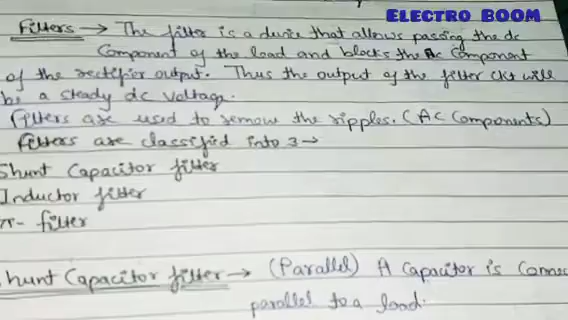 ELECTRO BOOM
Filters → The filter is a device that allows passing the dc
Component of the load and blocks the Ac Component
of the rectifier output. Thus the output of the filter ckt will
be a steady dc voltage.
Filters are used to remove the ripples. (AC Components)
Filters are classified into 3 →
Shunt Capacitor filter
Inductor filter
π- filter
hunt Capacitor filter → (Parallel) A Capacitor is Connec
parallel to a load.